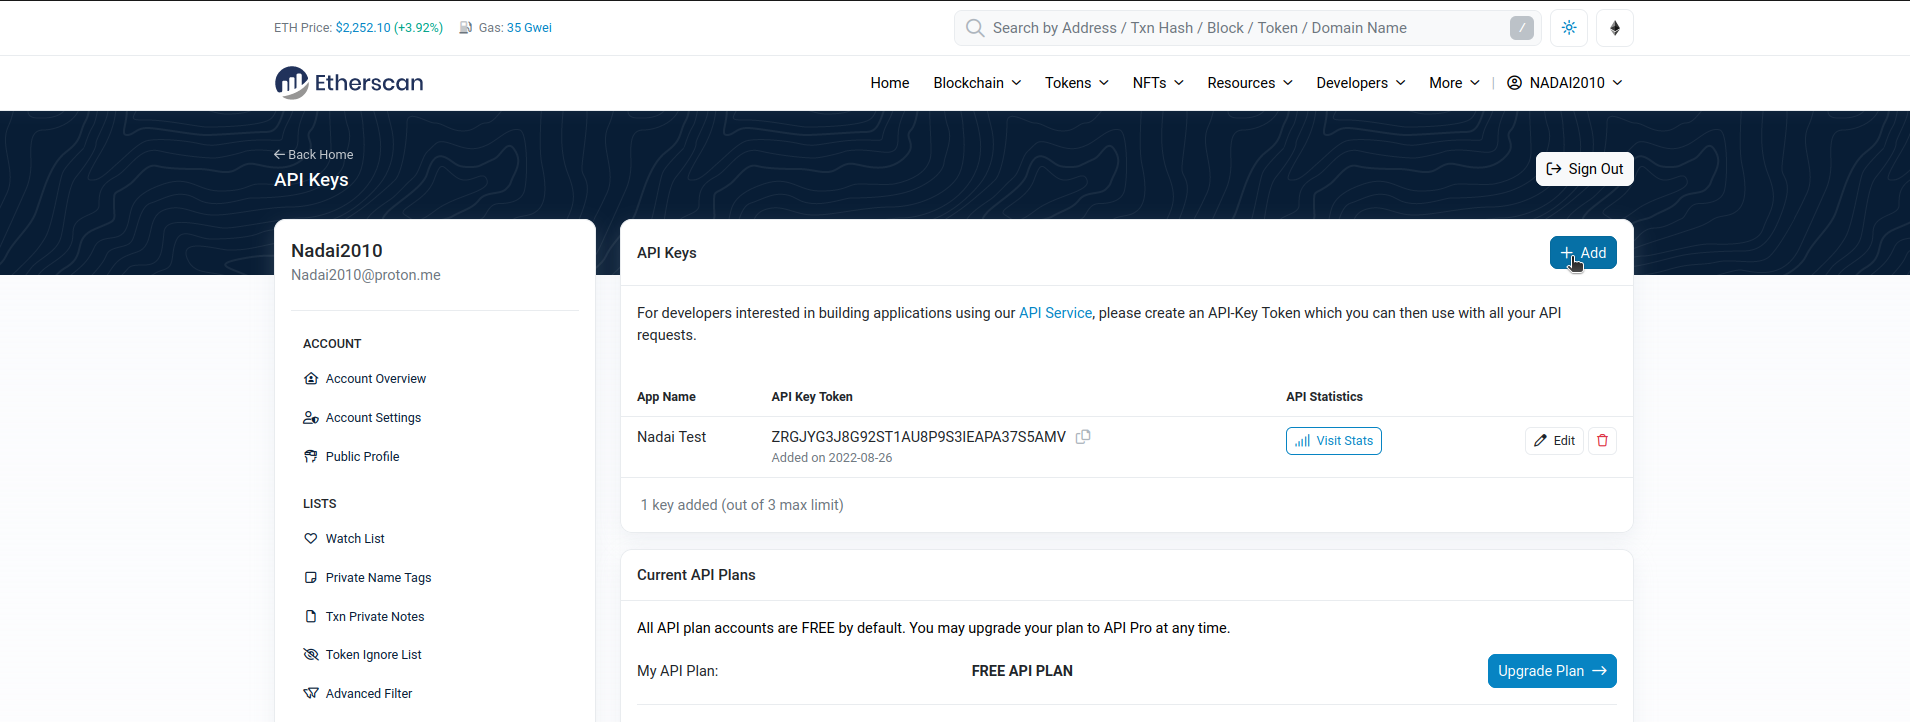 ETH Price: $2,252.10 (+3.92%) Gas: 35 Gwei
Search by Address / Txn Hash / Block / Token / Domain Name /
Etherscan
Home Blockchain Tokens NFTs Resources Developers More | NADAI2010
Back Home
API Keys
Sign Out
Nadai2010
Nadai2010@proton.me
ACCOUNT
Account Overview
Account Settings
Public Profile
LISTS
Watch List
Private Name Tags
Txn Private Notes
Token Ignore List
Advanced Filter
API Keys
Add
For developers interested in building applications using our API Service, please create an API-Key Token which you can then use with all your API
requests.
App Name API Key Token API Statistics
Nadai Test ZRGJYG3J8G92ST1AU8P9S3IEAPA37S5AMV Visit Stats Edit
Added on 2022-08-26
1 key added (out of 3 max limit)
Current API Plans
All API plan accounts are FREE by default. You may upgrade your plan to API Pro at any time.
My API Plan: FREE API PLAN Upgrade Plan